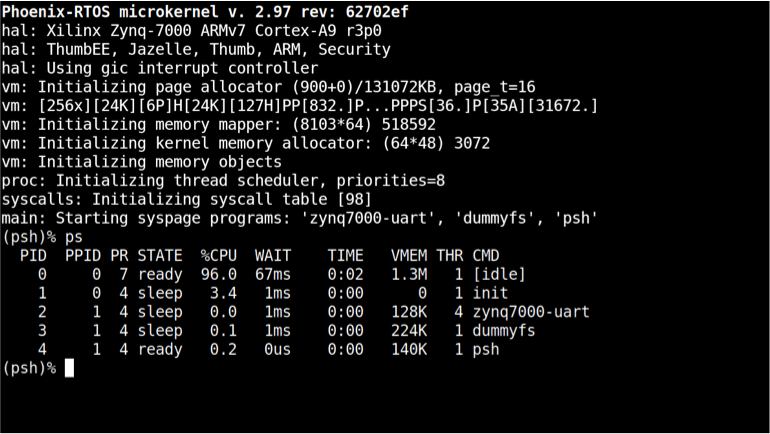 Phoenix-RTOS microkernel v. 2.97 rev: 62702ef
hal: Xilinx Zynq-7000 ARMv7 Cortex-A9 r3p0
hal: ThumbEE, Jazelle, Thumb, ARM, Security
hal: Using gic interrupt controller
vm: Initializing page allocator (900+0)/131072KB, page_t=16
vm: [256x][24K][6P]H[24K][127H]PP[832.]P...PPPS[36.]P[35A][31672.]
vm: Initializing memory mapper: (8103*64) 518592
vm: Initializing kernel memory allocator: (64*48) 3072
vm: Initializing memory objects
proc: Initializing thread scheduler, priorities=8
syscalls: Initializing syscall table [98]
main: Starting syspage programs: 'zynq7000-uart', 'dummyfs', 'psh'
(psh)% ps
PID PPID PR STATE %CPU WAIT TIME VMEM THR CMD
0 0 7 ready 96.0 67ms 0:02 1.3M 1 [idle]
1 0 4 sleep 3.4 1ms 0:00 0 1 init
2 1 4 sleep 0.0 1ms 0:00 128K 4 zynq7000-uart
3 1 4 sleep 0.1 1ms 0:00 224K 1 dummyfs
4 1 4 ready 0.2 0us 0:00 140K 1 psh
(psh)%